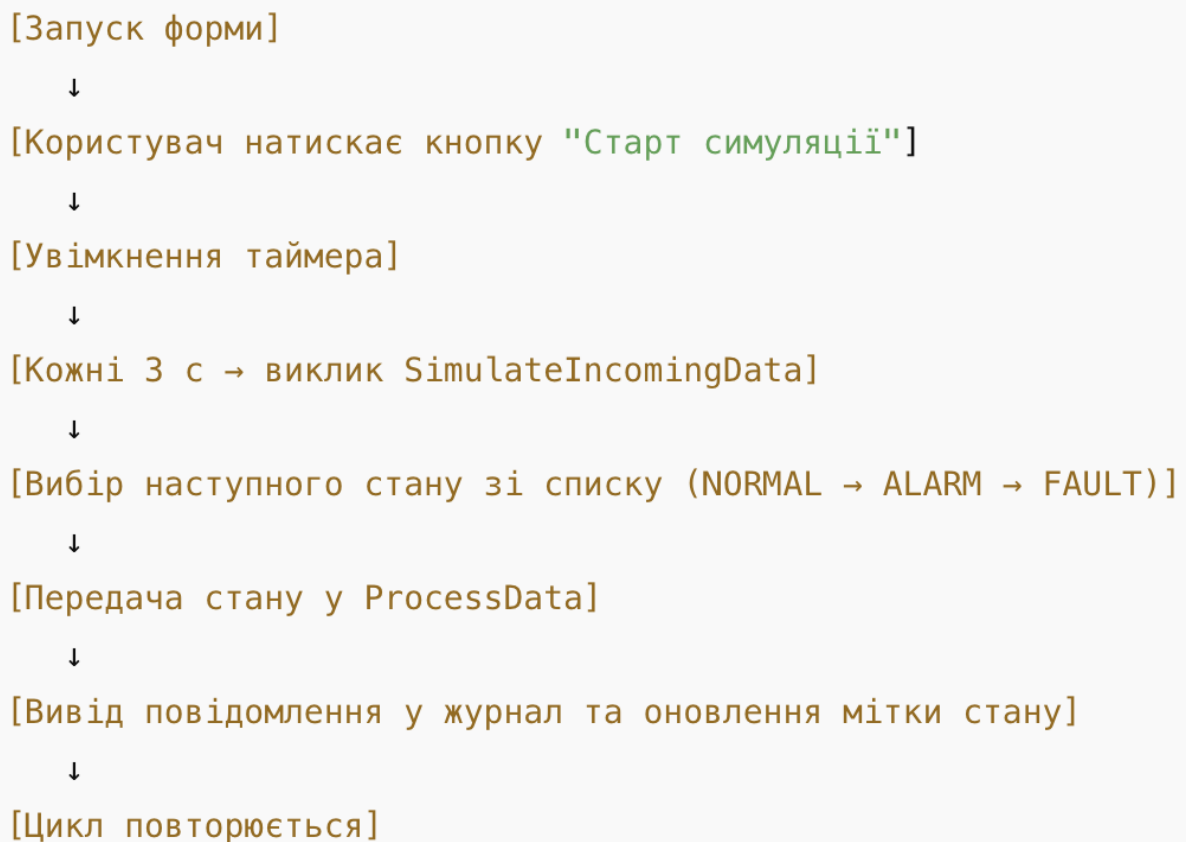 [Запуск форми]
↓
[Користувач натискає кнопку "Старт симуляції"]
↓
[Увімкнення таймера]
↓
[Кожні 3 с → виклик SimulateIncomingData]
↓
[Вибір наступного стану зі списку (NORMAL → ALARM → FAULT)]
↓
[Передача стану у ProcessData]
↓
[Вивід повідомлення у журнал та оновлення мітки стану]
↓
[Цикл повторюється]